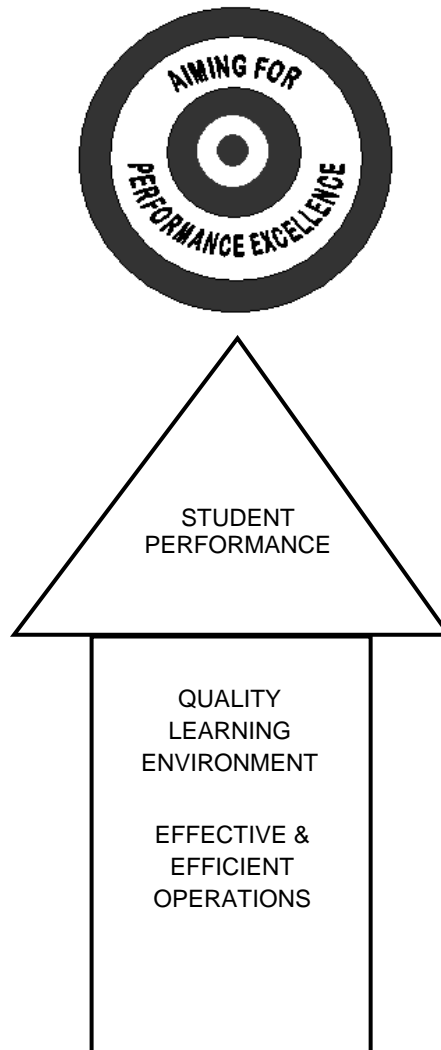 AIMING FOR
PERFORMANCE EXCELLENCE
STUDENT
PERFORMANCE
QUALITY
LEARNING
ENVIRONMENT
EFFECTIVE &
EFFICIENT
OPERATIONS